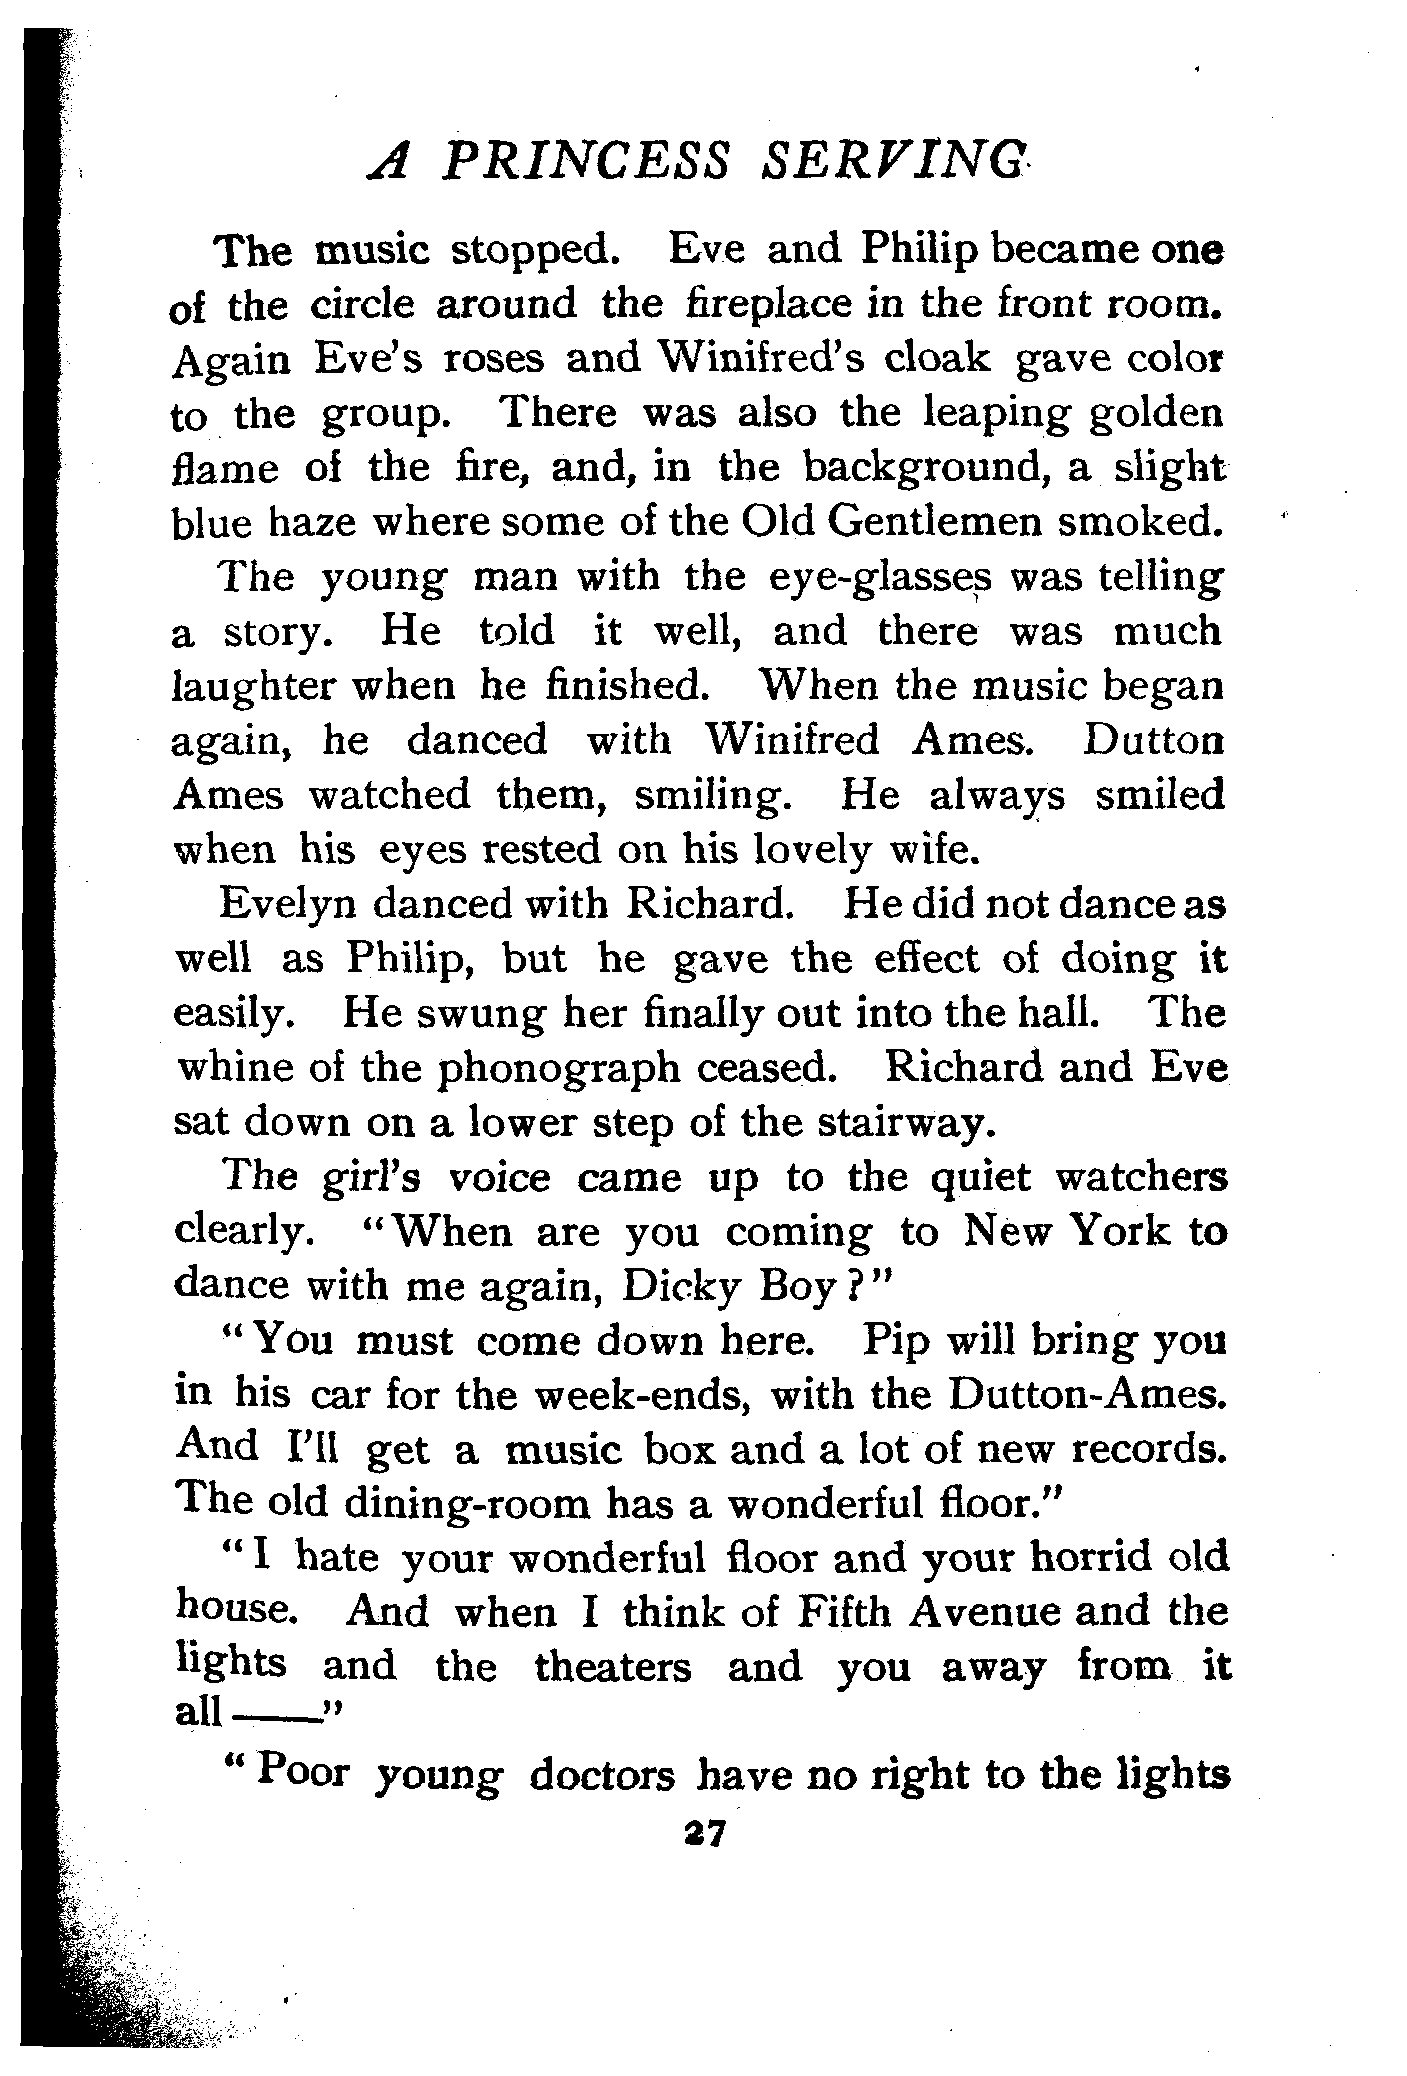 A PRINCESS SERVING
The music stopped. Eve and Philip became one
of the circle around the fireplace in the front room.
Again Eve's roses and Winifred's cloak gave color
to the group. There was also the leaping golden
flame of the fire, and, in the background, a slight
blue haze where some of the Old Gentlemen smoked.
The young man with the eye-glasses was telling
a story. He told it well, and there was much
laughter when he finished. When the music began
again, he danced with Winifred Ames. Dutton
Ames watched them, smiling. He always smiled
when his eyes rested on his lovely wife.
Evelyn danced with Richard. He did not dance as
well as Philip, but he gave the effect of doing it
easily. He swung her finally out into the hall. The
whine of the phonograph ceased. Richard and Eve
sat down on a lower step of the stairway.
The girl's voice came up to the quiet watchers
clearly. "When are you coming to New York to
dance with me again, Dicky Boy?"
"You must come down here. Pip will bring you
in his car for the week-ends, with the Dutton-Ames.
And I'll get a music box and a lot of new records.
The old dining-room has a wonderful floor."
"I hate your wonderful floor and your horrid old
house. And when I think of Fifth Avenue and the
lights and the theaters and you away from it
all——"
"Poor young doctors have no right to the lights
27